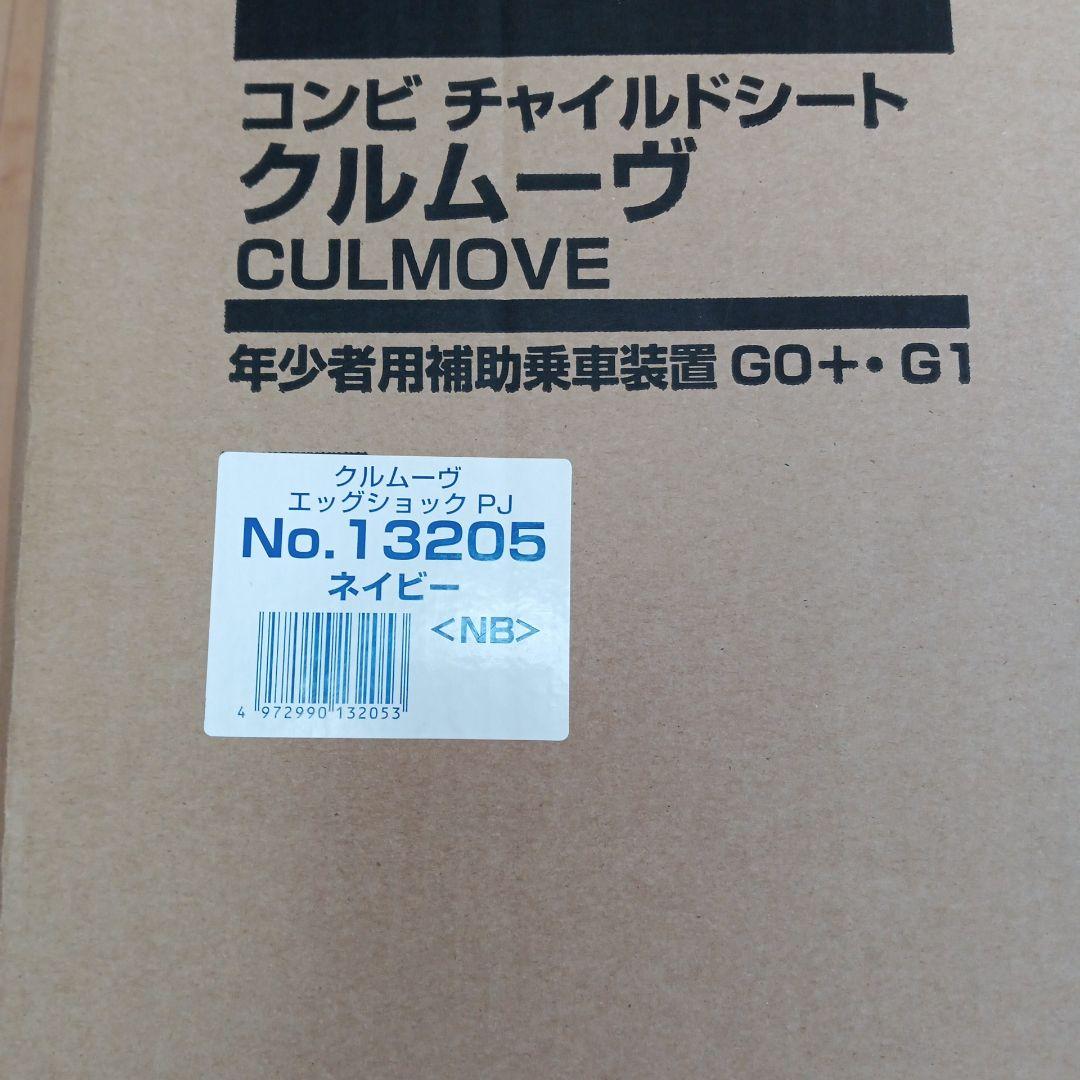 コンビ チャイルドシート
クルムーヴ
CULMOVE
年少者用補助乗車装置 G0+・G1
クルムーヴ
エッグショック PJ
No.13205
ネイビー
<NB>
4 972990 132053